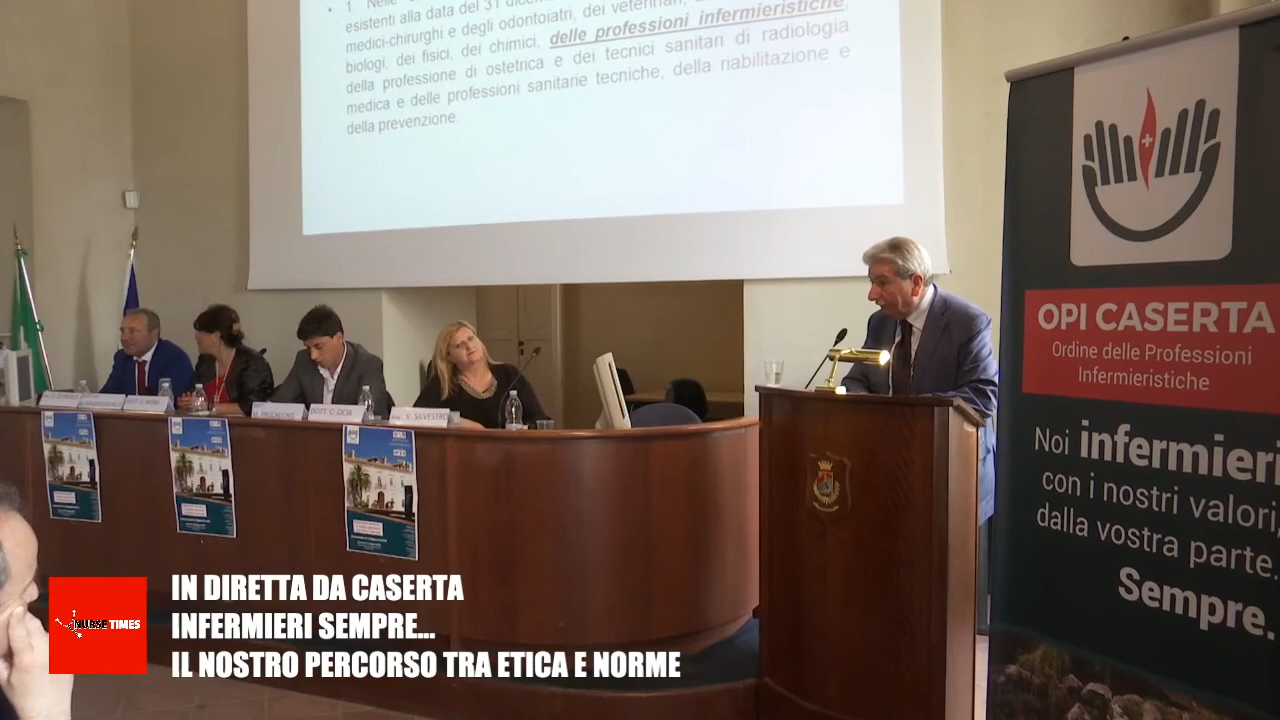 1. Nelle
esistenti alla data del 31
medici-chirurghi e degli odontoiatri, dei veterinari,
biologi, dei fisici, dei chimici, delle professioni infermieristiche,
della professione di ostetrica e dei tecnici sanitari di radiologia
medica e delle professioni sanitarie tecniche, della riabilitazione e
della prevenzione.
OPI CASERTA
Ordine delle Professioni
Infermieristiche
Noi infermieri
con i nostri valori,
dalla vostra parte.
Sempre.
DOTT. C. CICIA
V. SILVESTRO
NURSE TIMES
IN DIRETTA DA CASERTA
INFERMIERI SEMPRE...
IL NOSTRO PERCORSO TRA ETICA E NORME